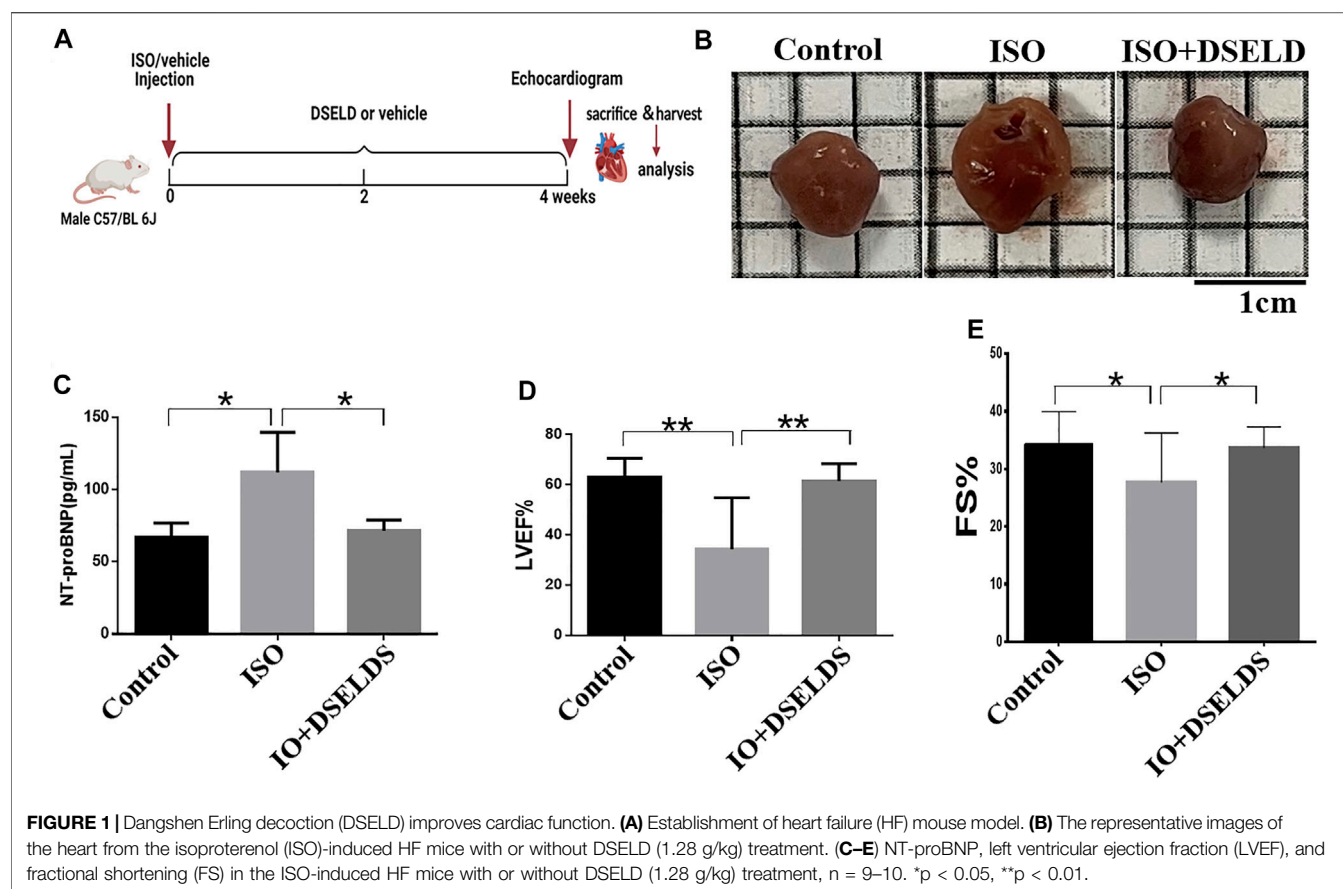 A
ISO/vehicle
Injection
DSELD or vehicle
Echocardiogram
sacrifice & harvest
analysis
Male C57/BL 6J
0
2
4 weeks
B
Control
ISO
ISO+DSELD
1cm
C
NT-proBNP(pg/mL)
150
100
50
0
*
*
Control
ISO
IO+DSELDS
D
LVEF%
80
60
40
20
0
**
**
Control
ISO
IO+DSELDS
E
FS%
50
40
30
20
10
0
*
*
Control
ISO
IO+DSELDS
FIGURE 1 | Dangshen Erling decoction (DSELD) improves cardiac function. (A) Establishment of heart failure (HF) mouse model. (B) The representative images of
the heart from the isoproterenol (ISO)-induced HF mice with or without DSELD (1.28 g/kg) treatment. (C–E) NT-proBNP, left ventricular ejection fraction (LVEF), and
fractional shortening (FS) in the ISO-induced HF mice with or without DSELD (1.28 g/kg) treatment, n = 9–10. *p < 0.05, **p < 0.01.